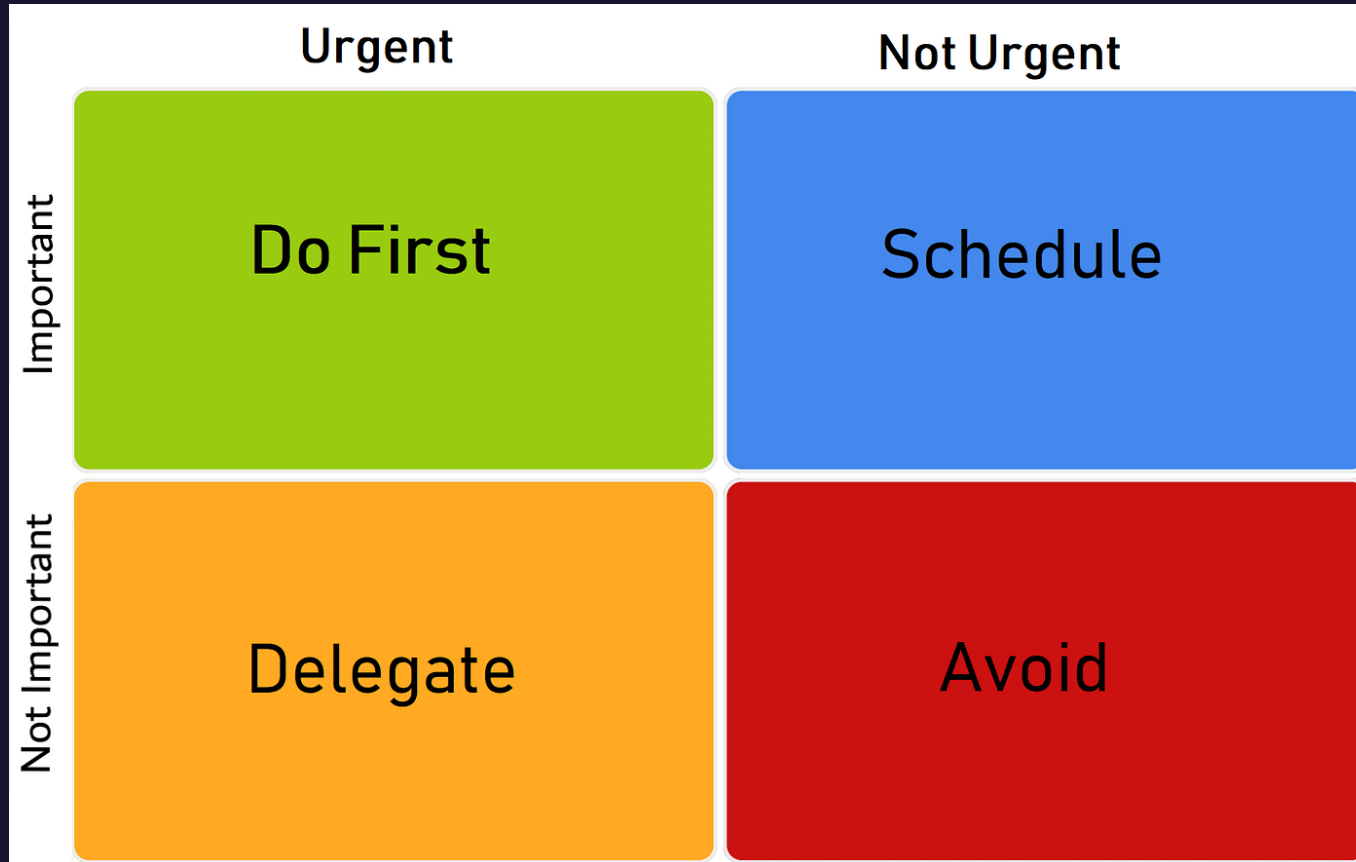 Urgent
Not Urgent
Important
Do First
Schedule
Not Important
Delegate
Avoid